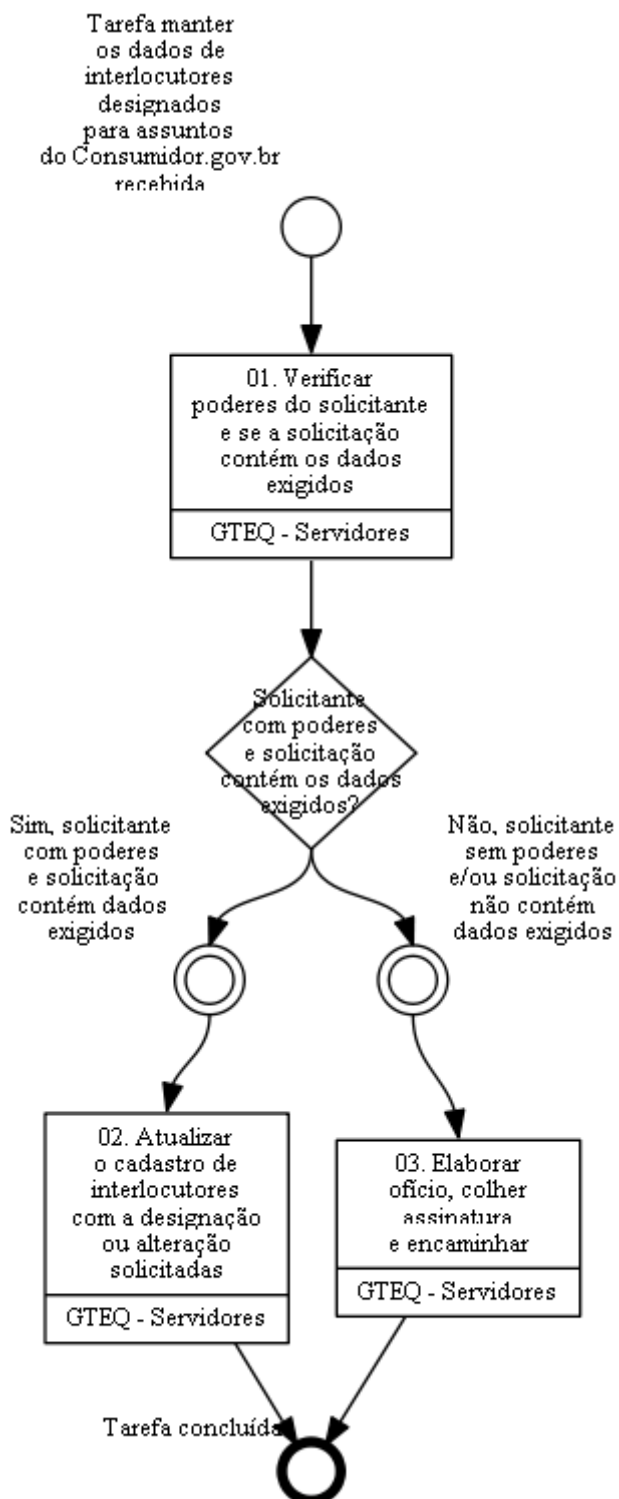 Tarefa manter
os dados de
interlocutores
designados
para assuntos
do Consumidor.gov.br
recebida
01. Verificar
poderes do solicitante
e se a solicitação
contém os dados
exigidos
GTEQ - Servidores
Solicitante
com poderes
e solicitação
contém os dados
exigidos?
Sim, solicitante
com poderes
e solicitação
contém dados
exigidos
Não, solicitante
sem poderes
e/ou solicitação
não contém
dados exigidos
02. Atualizar
o cadastro de
interlocutores
com a designação
ou alteração
solicitadas
GTEQ - Servidores
03. Elaborar
ofício, colher
assinatura
e encaminhar
GTEQ - Servidores
Tarefa concluída